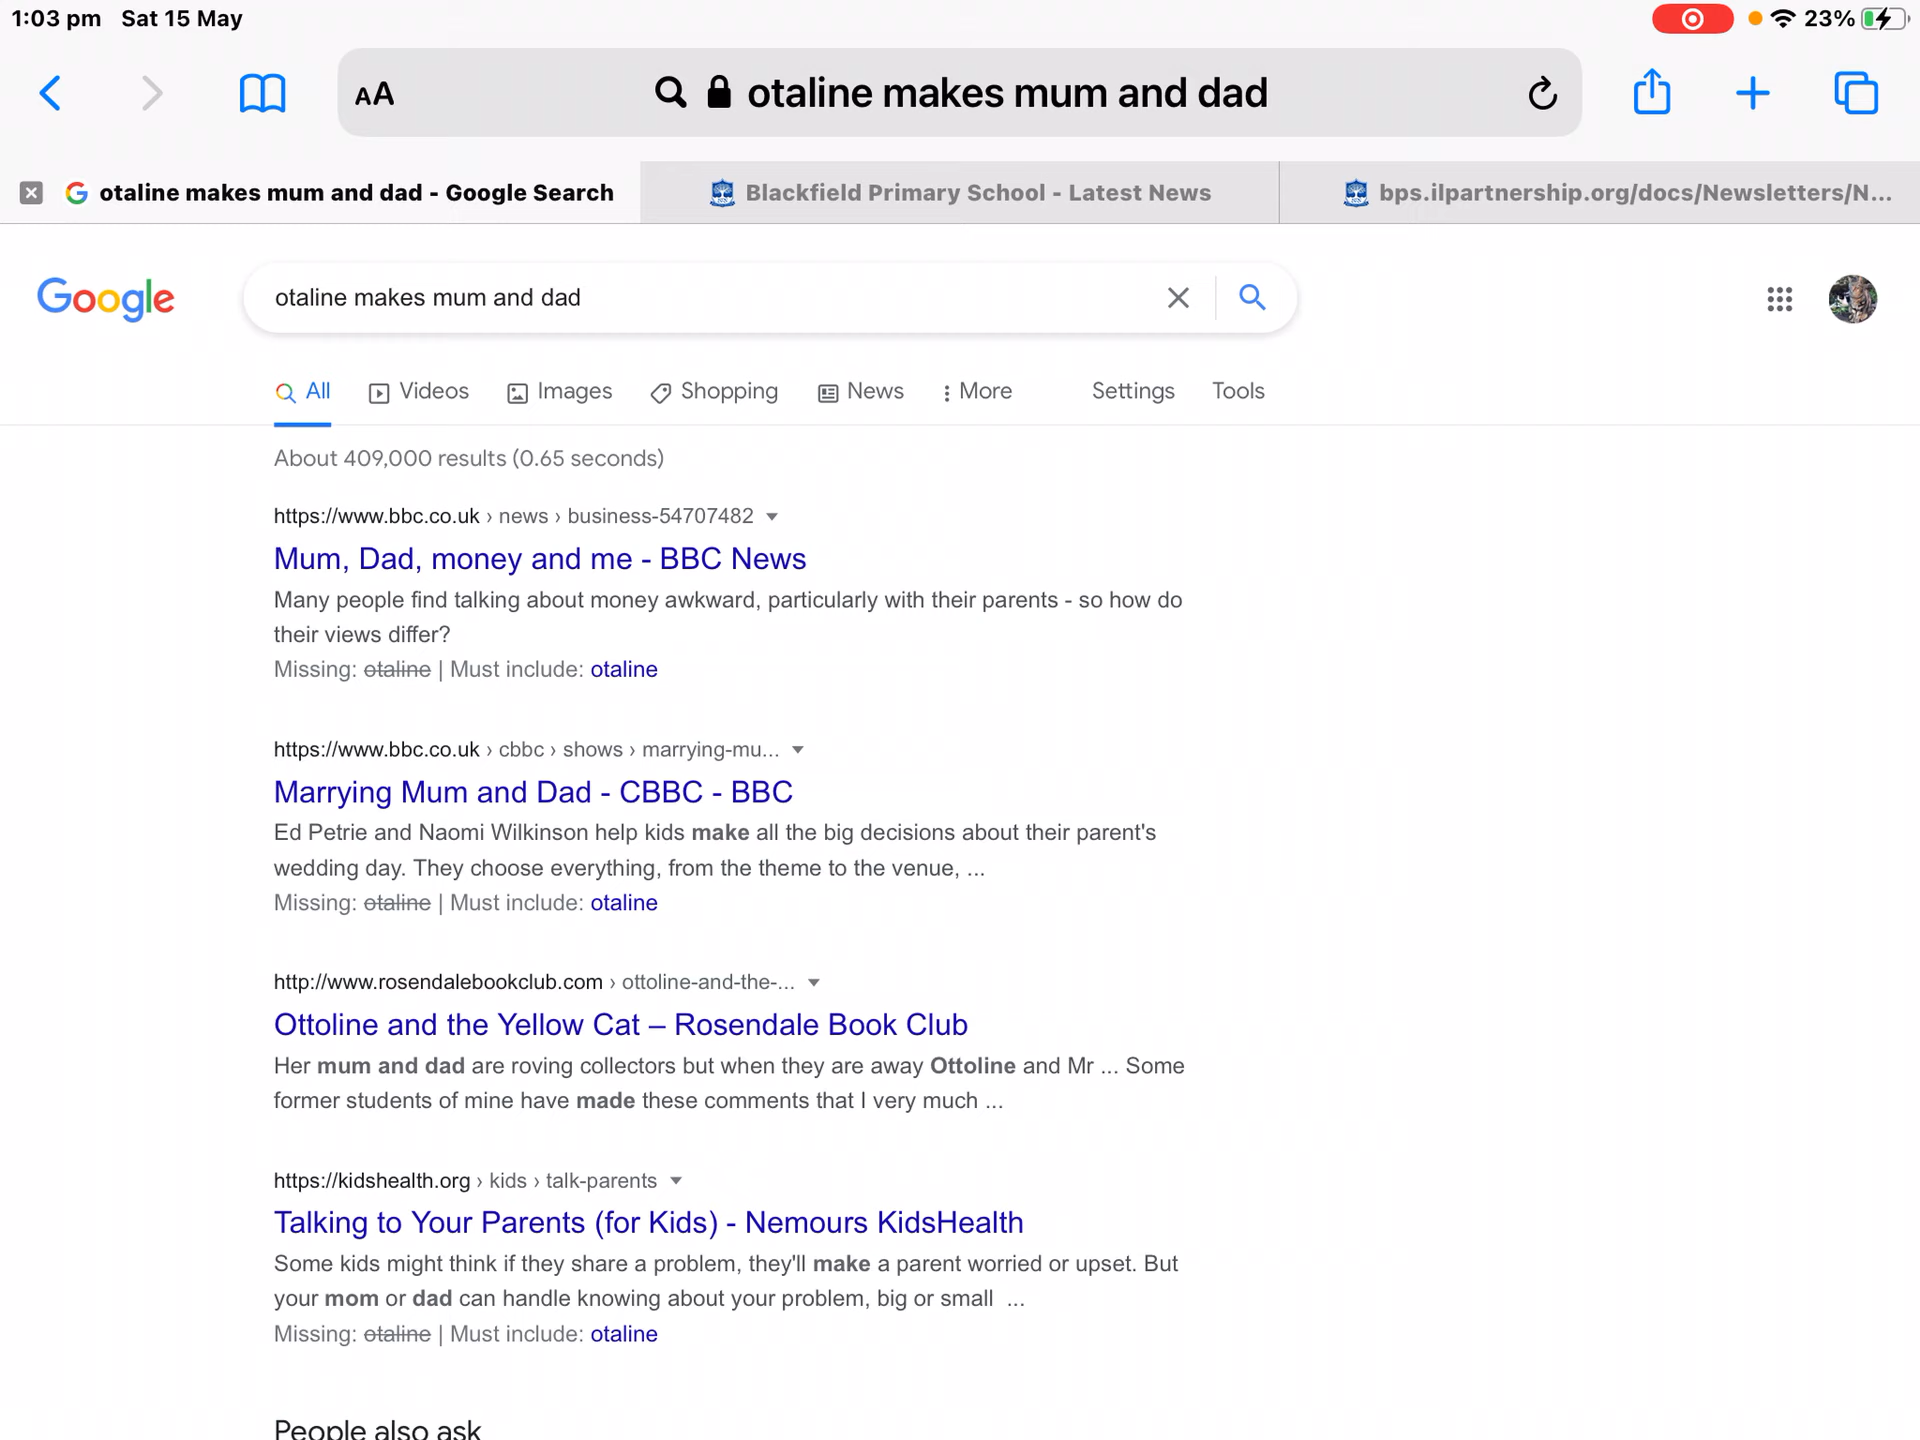 1:03 pm Sat 15 May 23%
AA otaline makes mum and dad
otaline makes mum and dad - Google Search Blackfield Primary School - Latest News bps.ilpartnership.org/docs/Newsletters/N...
Google otaline makes mum and dad
All Videos Images Shopping News More Settings Tools
About 409,000 results (0.65 seconds)
https://www.bbc.co.uk › news › business-54707482
Mum, Dad, money and me - BBC News
Many people find talking about money awkward, particularly with their parents - so how do
their views differ?
Missing: otaline | Must include: otaline
https://www.bbc.co.uk › cbbc › shows › marrying-mu...
Marrying Mum and Dad - CBBC - BBC
Ed Petrie and Naomi Wilkinson help kids make all the big decisions about their parent's
wedding day. They choose everything, from the theme to the venue, ...
Missing: otaline | Must include: otaline
http://www.rosendalebookclub.com › ottoline-and-the-...
Ottoline and the Yellow Cat – Rosendale Book Club
Her mum and dad are roving collectors but when they are away Ottoline and Mr ... Some
former students of mine have made these comments that I very much ...
https://kidshealth.org › kids › talk-parents
Talking to Your Parents (for Kids) - Nemours KidsHealth
Some kids might think if they share a problem, they'll make a parent worried or upset. But
your mom or dad can handle knowing about your problem, big or small ...
Missing: otaline | Must include: otaline
People also ask